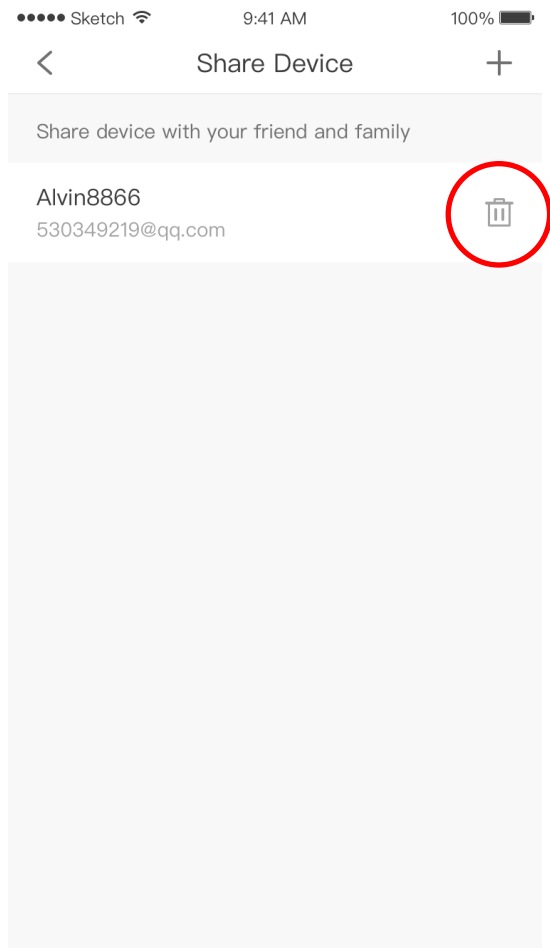 Sketch 9:41 AM 100%
Share Device
Share device with your friend and family
Alvin8866
530349219@qq.com